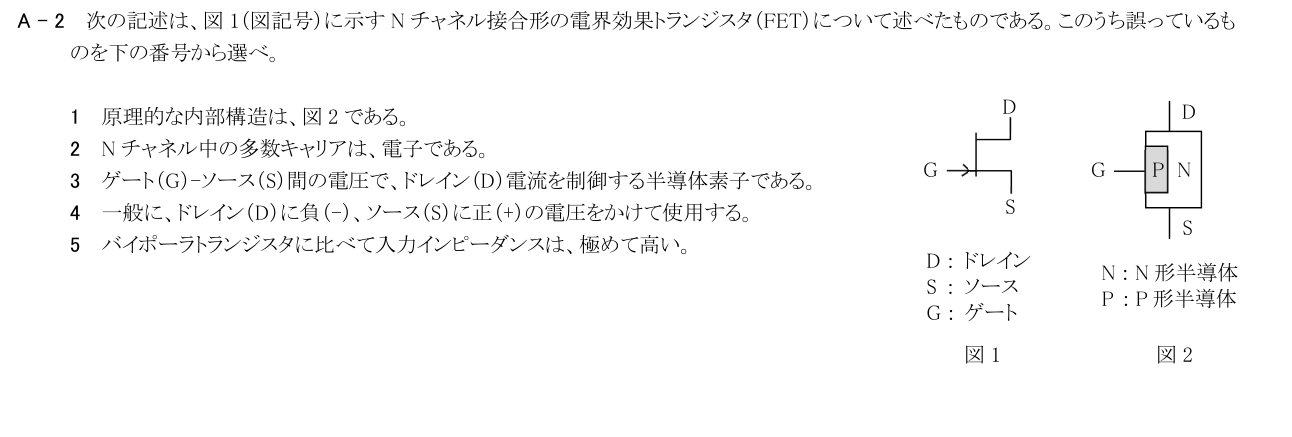 A－2 次の記述は、図 1(図記号)に示す N チャネル接合形の電界効果トランジスタ(FET)について述べたものである。このうち誤っているも
のを下の番号から選べ。
1 原理的な内部構造は、図 2 である。
2 N チャネル中の多数キャリアは、電子である。
3 ゲート(G)-ソース(S)間の電圧で、ドレイン(D)電流を制御する半導体素子である。
4 一般に、ドレイン(D)に負(-)、ソース(S)に正(+)の電圧をかけて使用する。
5 バイポーラトランジスタに比べて入力インピーダンスは、極めて高い。
D
G
S
D : ドレイン
S : ソース
G : ゲート
図 1
D
G P N
S
N : N 形半導体
P : P 形半導体
図 2